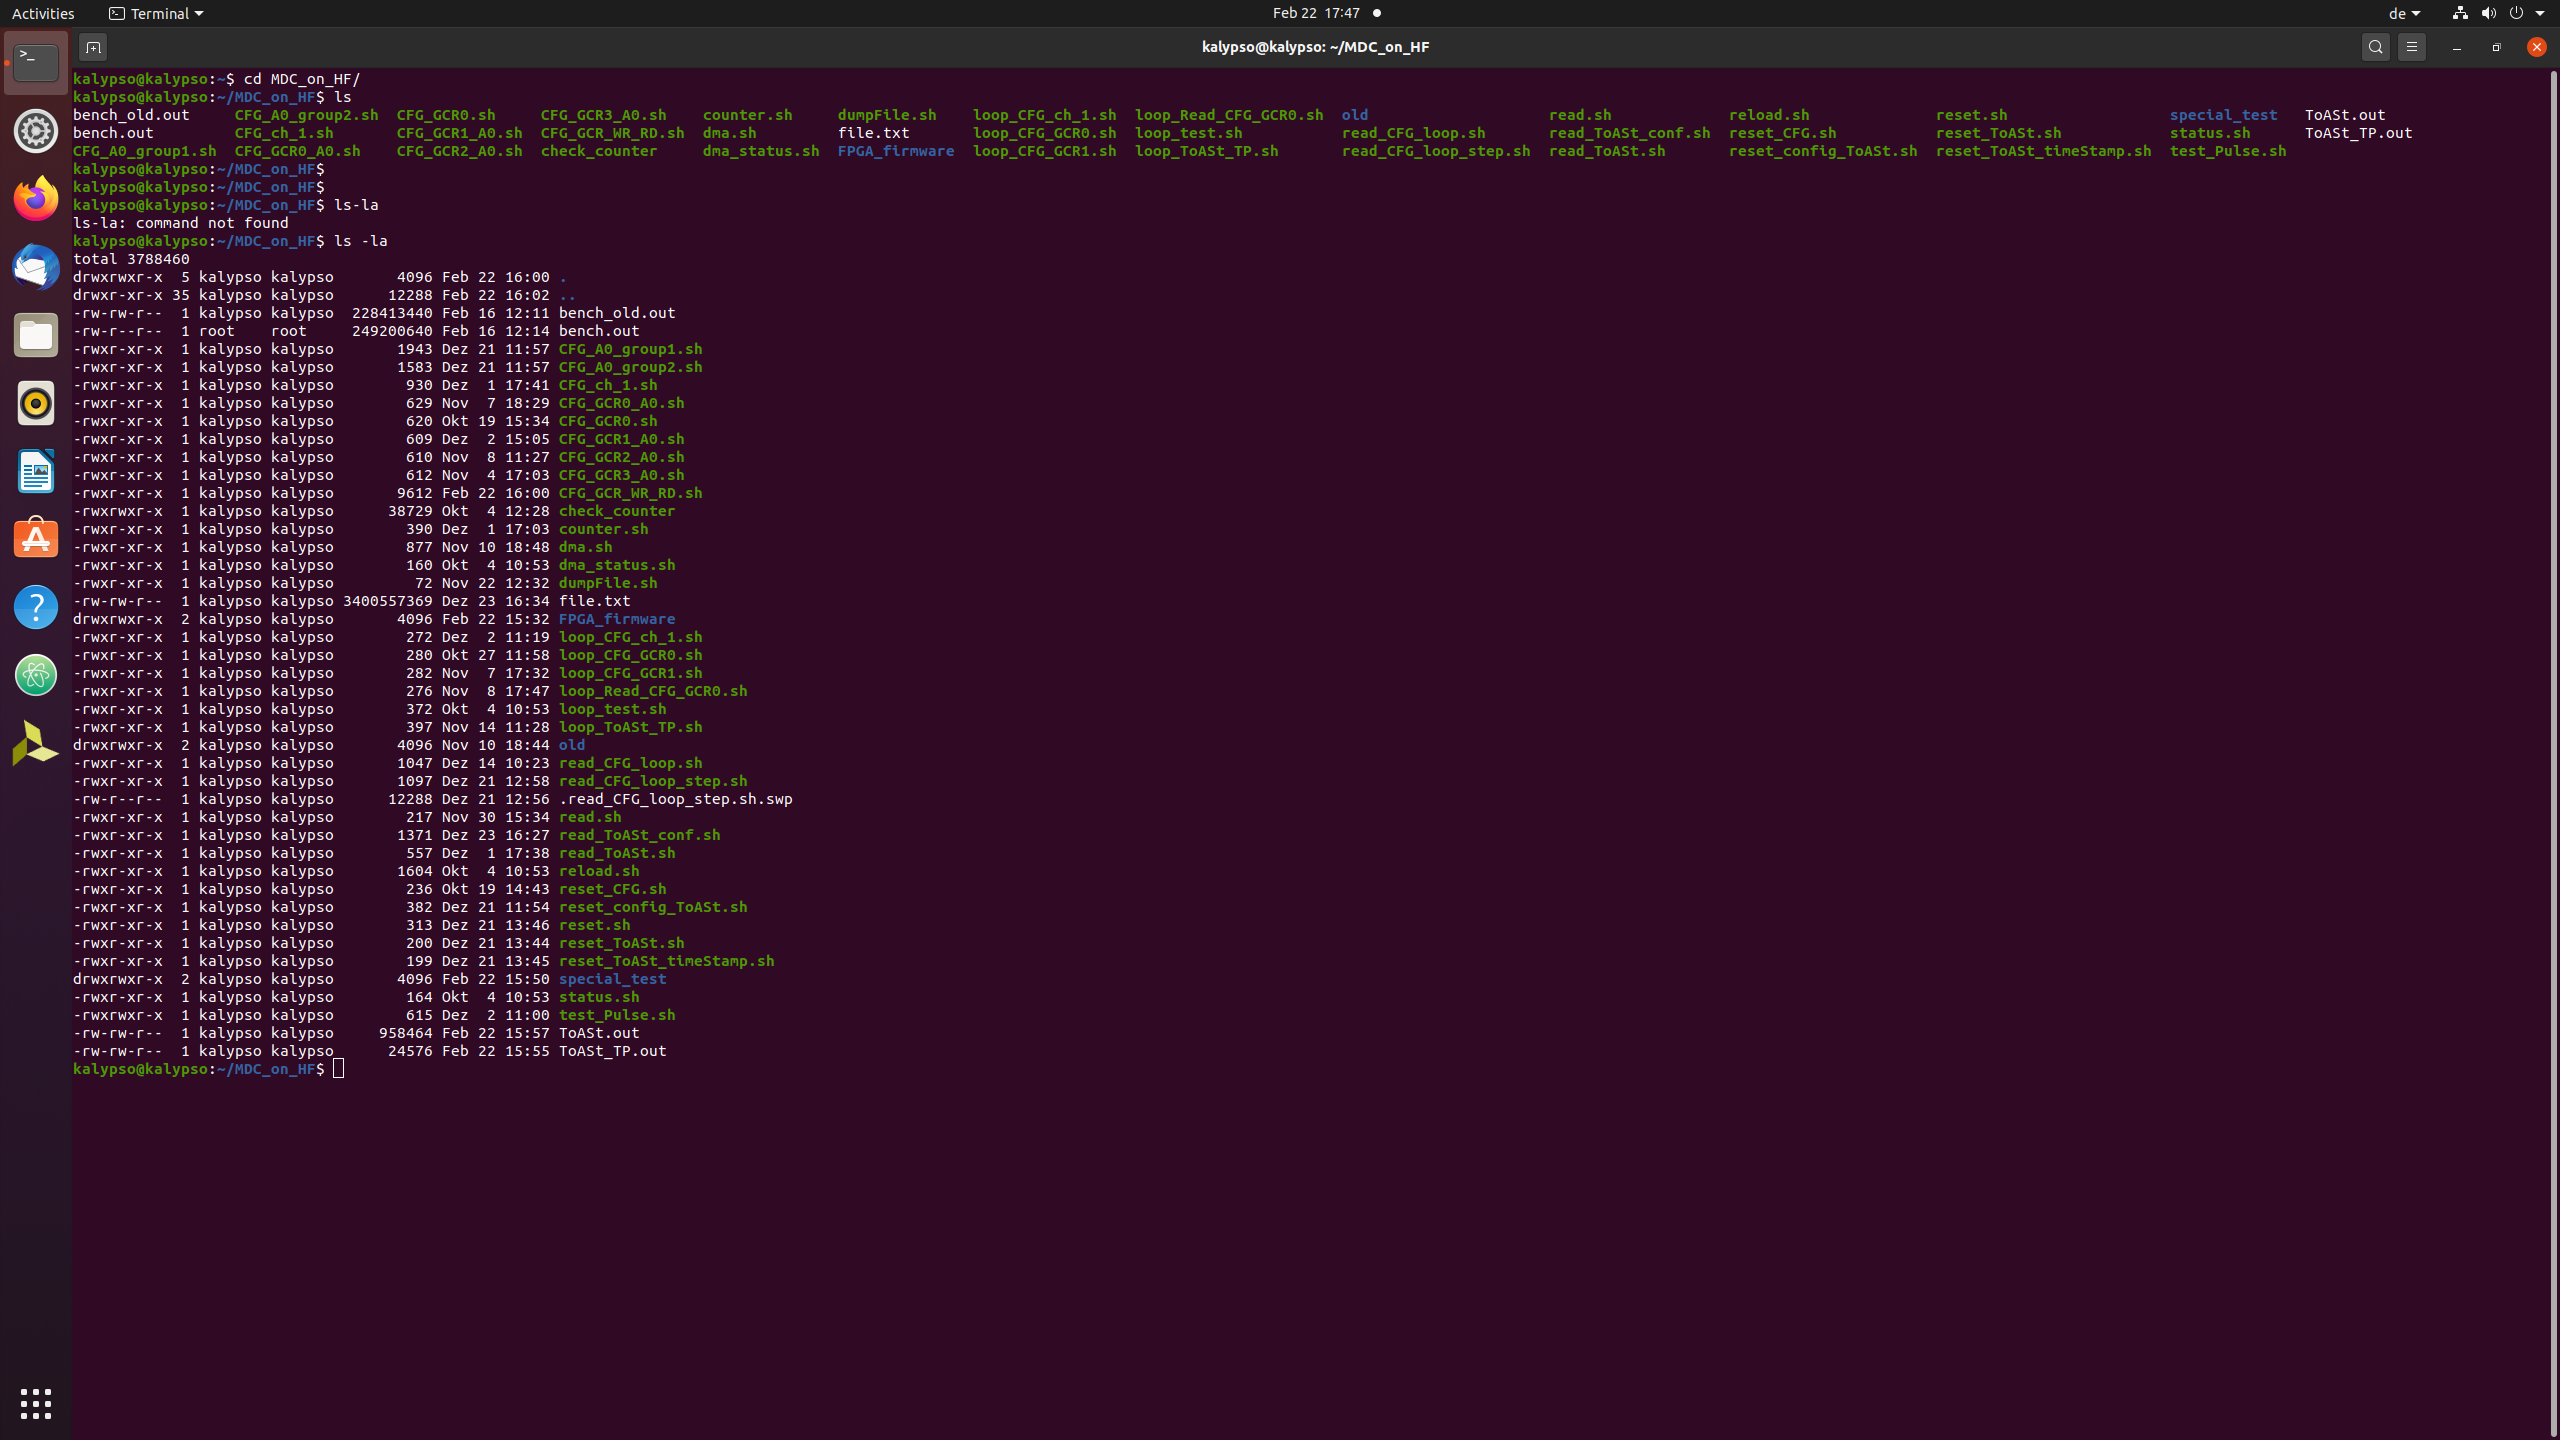 Activities Terminal Feb 22 17:47 de
kalypso@kalypso: ~/MDC_on_HF
kalypso@kalypso:~$ cd MDC_on_HF/
kalypso@kalypso:~/MDC_on_HF$ ls
bench_old.out CFG_A0_group2.sh CFG_GCR0.sh CFG_GCR3_A0.sh counter.sh dumpFile.sh loop_CFG_ch_1.sh loop_Read_CFG_GCR0.sh old read.sh reload.sh reset.sh special_test ToASt.out
bench.out CFG_ch_1.sh CFG_GCR1_A0.sh CFG_GCR_WR_RD.sh dma.sh file.txt loop_CFG_GCR0.sh loop_test.sh read_CFG_loop.sh read_ToASt_conf.sh reset_CFG.sh reset_ToASt.sh status.sh ToASt_TP.out
CFG_A0_group1.sh CFG_GCR0_A0.sh CFG_GCR2_A0.sh check_counter dma_status.sh FPGA_firmware loop_CFG_GCR1.sh loop_ToASt_TP.sh read_CFG_loop_step.sh read_ToASt.sh reset_config_ToASt.sh reset_ToASt_timeStamp.sh test_Pulse.sh
kalypso@kalypso:~/MDC_on_HF$
kalypso@kalypso:~/MDC_on_HF$
kalypso@kalypso:~/MDC_on_HF$ ls-la
ls-la: command not found
kalypso@kalypso:~/MDC_on_HF$ ls -la
total 3788460
drwxrwxr-x 5 kalypso kalypso 4096 Feb 22 16:00 .
drwxr-xr-x 35 kalypso kalypso 12288 Feb 22 16:02 ..
-rw-rw-r-- 1 kalypso kalypso 228413440 Feb 16 12:11 bench_old.out
-rw-r--r-- 1 root root 249200640 Feb 16 12:14 bench.out
-rwxr-xr-x 1 kalypso kalypso 1943 Dez 21 11:57 CFG_A0_group1.sh
-rwxr-xr-x 1 kalypso kalypso 1583 Dez 21 11:57 CFG_A0_group2.sh
-rwxr-xr-x 1 kalypso kalypso 930 Dez 1 17:41 CFG_ch_1.sh
-rwxr-xr-x 1 kalypso kalypso 629 Nov 7 18:29 CFG_GCR0_A0.sh
-rwxr-xr-x 1 kalypso kalypso 620 Okt 19 15:34 CFG_GCR0.sh
-rwxr-xr-x 1 kalypso kalypso 609 Dez 2 15:05 CFG_GCR1_A0.sh
-rwxr-xr-x 1 kalypso kalypso 610 Nov 8 11:27 CFG_GCR2_A0.sh
-rwxr-xr-x 1 kalypso kalypso 612 Nov 4 17:03 CFG_GCR3_A0.sh
-rwxr-xr-x 1 kalypso kalypso 9612 Feb 22 16:00 CFG_GCR_WR_RD.sh
-rwxrwxr-x 1 kalypso kalypso 38729 Okt 4 12:28 check_counter
-rwxr-xr-x 1 kalypso kalypso 390 Dez 1 17:03 counter.sh
-rwxr-xr-x 1 kalypso kalypso 877 Nov 10 18:48 dma.sh
-rwxr-xr-x 1 kalypso kalypso 160 Okt 4 10:53 dma_status.sh
-rwxr-xr-x 1 kalypso kalypso 72 Nov 22 12:32 dumpFile.sh
-rw-rw-r-- 1 kalypso kalypso 3400557369 Dez 23 16:34 file.txt
drwxrwxr-x 2 kalypso kalypso 4096 Feb 22 15:32 FPGA_firmware
-rwxr-xr-x 1 kalypso kalypso 272 Dez 2 11:19 loop_CFG_ch_1.sh
-rwxr-xr-x 1 kalypso kalypso 280 Okt 27 11:58 loop_CFG_GCR0.sh
-rwxr-xr-x 1 kalypso kalypso 282 Nov 7 17:32 loop_CFG_GCR1.sh
-rwxr-xr-x 1 kalypso kalypso 276 Nov 8 17:47 loop_Read_CFG_GCR0.sh
-rwxr-xr-x 1 kalypso kalypso 372 Okt 4 10:53 loop_test.sh
-rwxr-xr-x 1 kalypso kalypso 397 Nov 14 11:28 loop_ToASt_TP.sh
drwxrwxr-x 2 kalypso kalypso 4096 Nov 10 18:44 old
-rwxr-xr-x 1 kalypso kalypso 1047 Dez 14 10:23 read_CFG_loop.sh
-rwxr-xr-x 1 kalypso kalypso 1097 Dez 21 12:58 read_CFG_loop_step.sh
-rw-r--r-- 1 kalypso kalypso 12288 Dez 21 12:56 .read_CFG_loop_step.sh.swp
-rwxr-xr-x 1 kalypso kalypso 217 Nov 30 15:34 read.sh
-rwxr-xr-x 1 kalypso kalypso 1371 Dez 23 16:27 read_ToASt_conf.sh
-rwxr-xr-x 1 kalypso kalypso 557 Dez 1 17:38 read_ToASt.sh
-rwxr-xr-x 1 kalypso kalypso 1604 Okt 4 10:53 reload.sh
-rwxr-xr-x 1 kalypso kalypso 236 Okt 19 14:43 reset_CFG.sh
-rwxr-xr-x 1 kalypso kalypso 382 Dez 21 11:54 reset_config_ToASt.sh
-rwxr-xr-x 1 kalypso kalypso 313 Dez 21 13:46 reset.sh
-rwxr-xr-x 1 kalypso kalypso 200 Dez 21 13:44 reset_ToASt.sh
-rwxr-xr-x 1 kalypso kalypso 199 Dez 21 13:45 reset_ToASt_timeStamp.sh
drwxrwxr-x 2 kalypso kalypso 4096 Feb 22 15:50 special_test
-rwxr-xr-x 1 kalypso kalypso 164 Okt 4 10:53 status.sh
-rwxrwxr-x 1 kalypso kalypso 615 Dez 2 11:00 test_Pulse.sh
-rw-rw-r-- 1 kalypso kalypso 958464 Feb 22 15:57 ToASt.out
-rw-rw-r-- 1 kalypso kalypso 24576 Feb 22 15:55 ToASt_TP.out
kalypso@kalypso:~/MDC_on_HF$